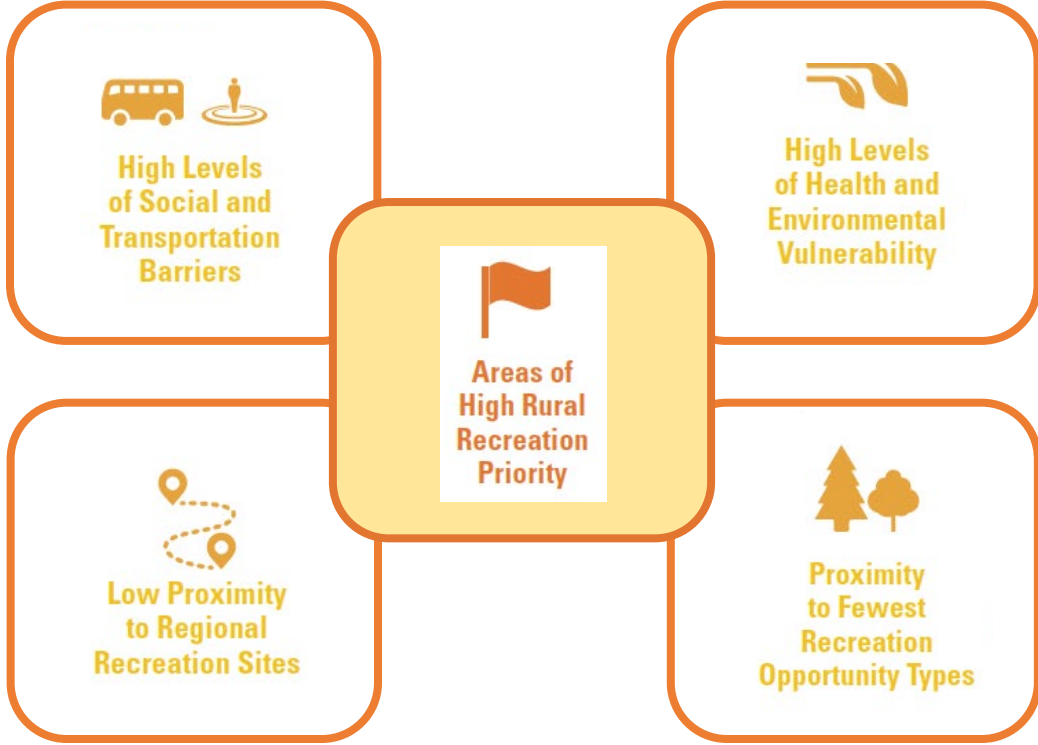 High Levels
of Social and
Transportation
Barriers
High Levels
of Health and
Environmental
Vulnerability
Areas of
High Rural
Recreation
Priority
Low Proximity
to Regional
Recreation Sites
Proximity
to Fewest
Recreation
Opportunity Types